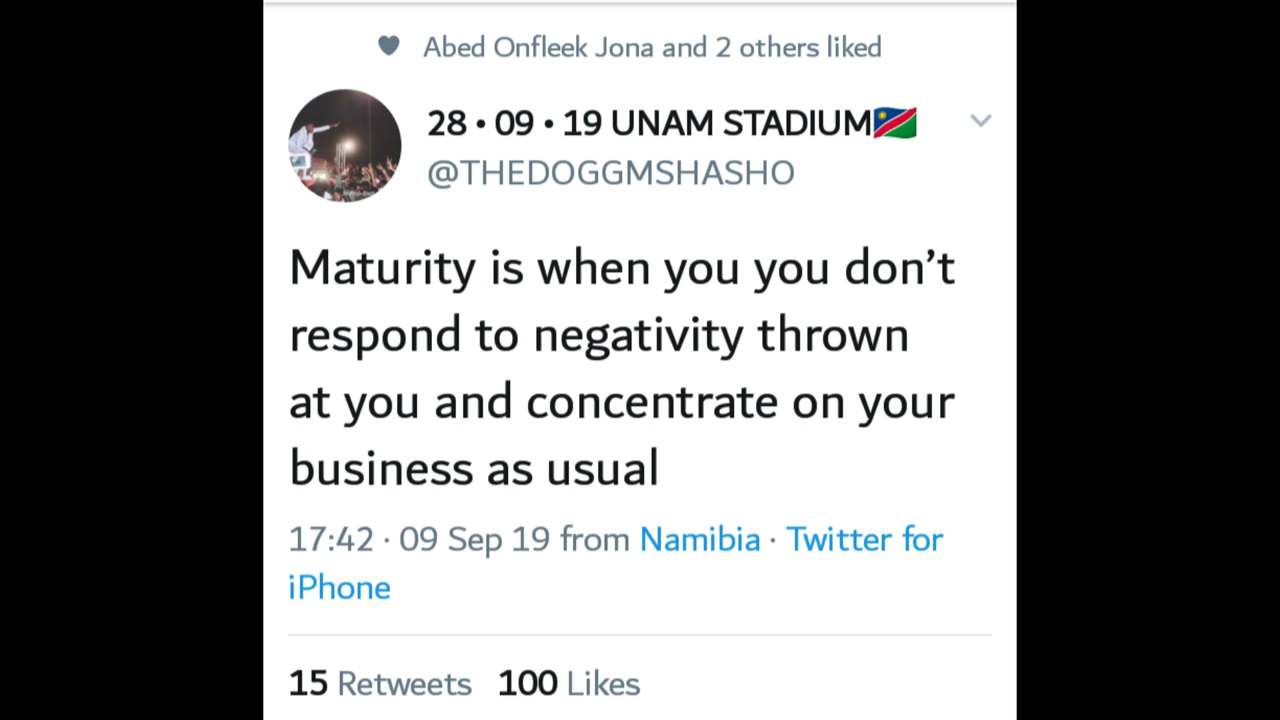 Abed Onfleek Jona and 2 others liked
28 • 09 • 19 UNAM STADIUM🇳🇦
@THEDOGGMSHASHO
Maturity is when you you don’t
respond to negativity thrown
at you and concentrate on your
business as usual
17:42 · 09 Sep 19 from Namibia · Twitter for
iPhone
15 Retweets 100 Likes